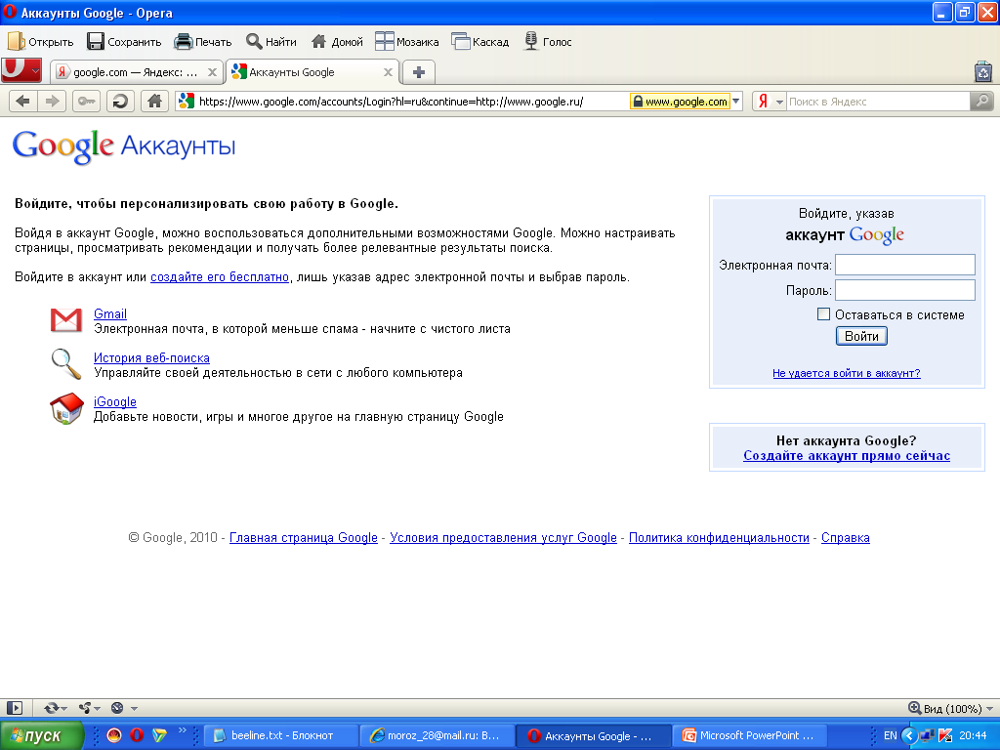 Аккаунты Google - Opera
Открыть Сохранить Печать Найти Домой Мозаика Каскад Голос
google.com — Яндекс: ... Аккаунты Google
https://www.google.com/accounts/Login?hl=ru&continue=http://www.google.ru/ www.google.com Я Поиск в Яндекс
Google Аккаунты
Войдите, чтобы персонализировать свою работу в Google.
Войдя в аккаунт Google, можно воспользоваться дополнительными возможностями Google. Можно настраивать
страницы, просматривать рекомендации и получать более релевантные результаты поиска.
Войдите в аккаунт или создайте его бесплатно, лишь указав адрес электронной почты и выбрав пароль.
Gmail
Электронная почта, в которой меньше спама - начните с чистого листа
История веб-поиска
Управляйте своей деятельностью в сети с любого компьютера
iGoogle
Добавьте новости, игры и многое другое на главную страницу Google
Войдите, указав
аккаунт Google
Электронная почта:
Пароль:
Оставаться в системе
Войти
Не удается войти в аккаунт?
Нет аккаунта Google?
Создайте аккаунт прямо сейчас
© Google, 2010 - Главная страница Google - Условия предоставления услуг Google - Политика конфиденциальности - Справка
Вид (100%)
пуск beeline.txt - Блокнот moroz_28@mail.ru: В... Аккаунты Google - ... Microsoft PowerPoint ... EN 20:44